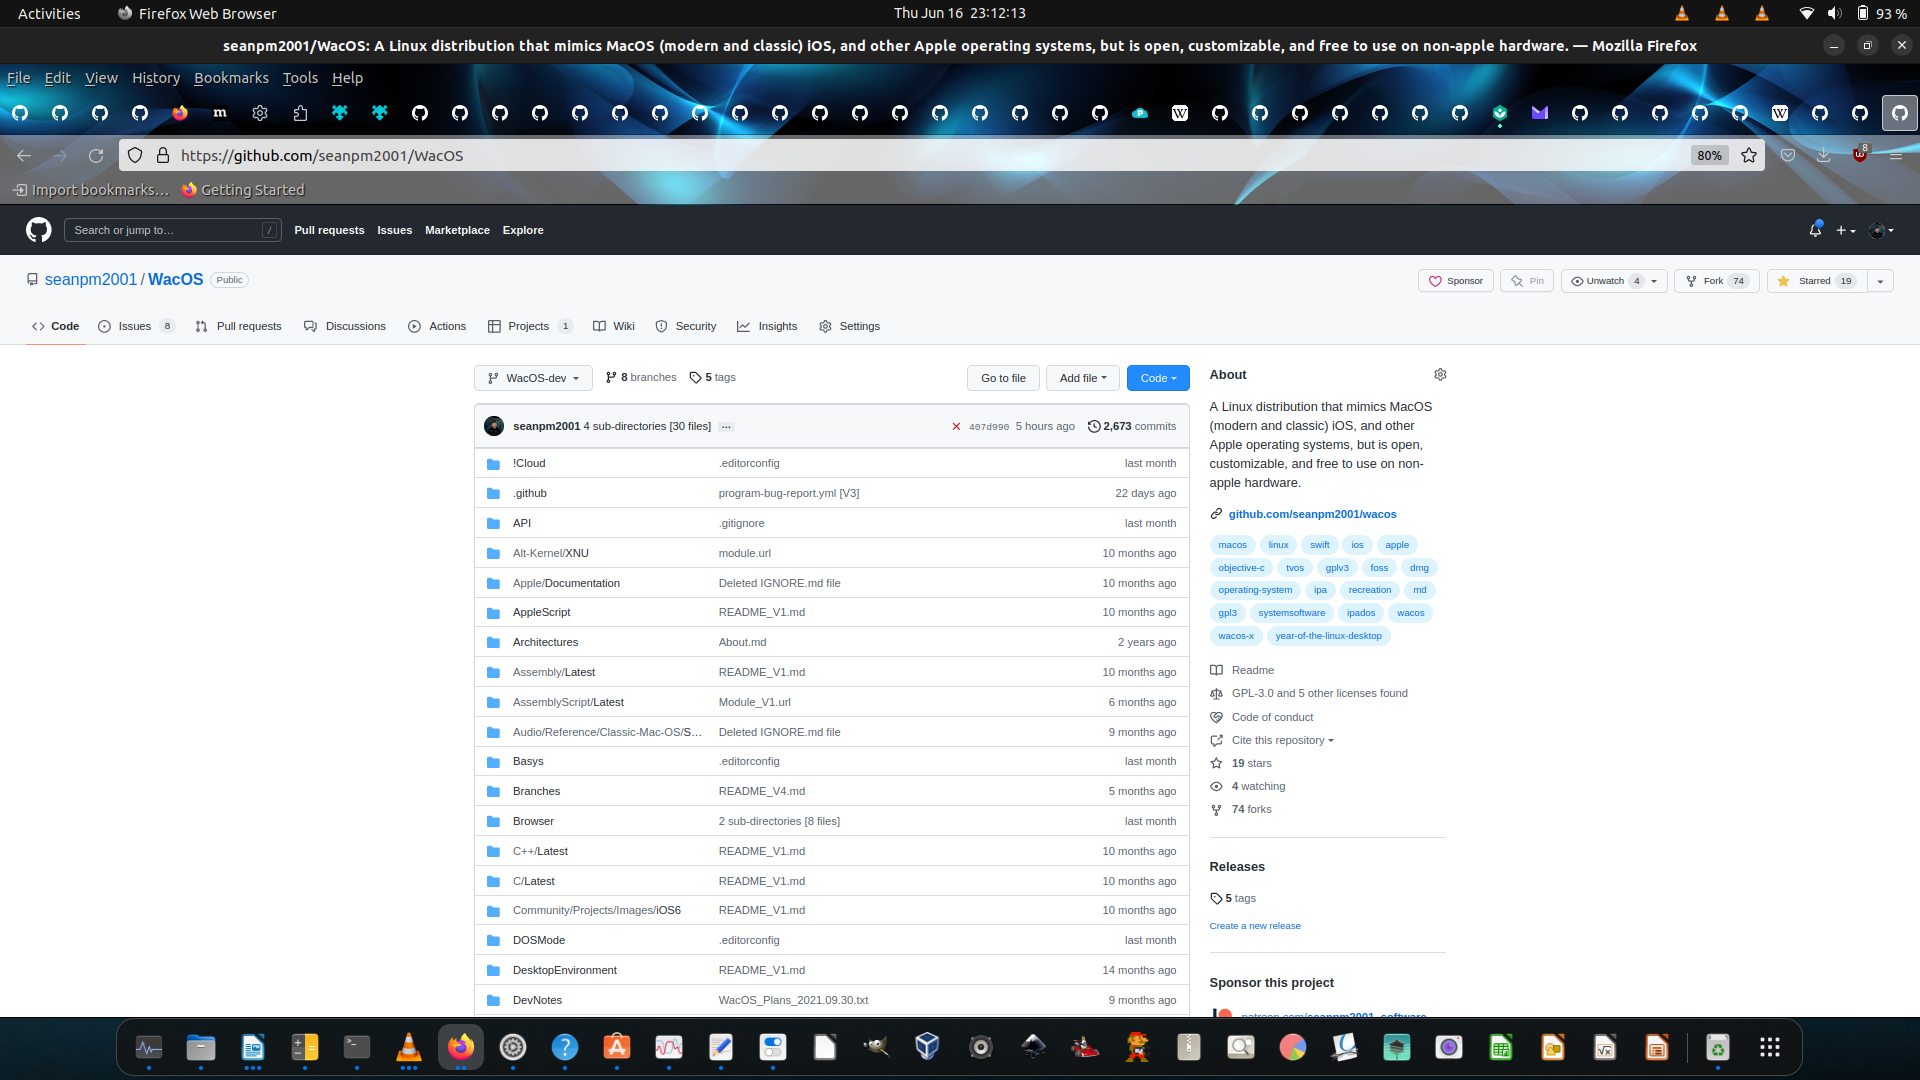 Activities Firefox Web Browser Thu Jun 16 23:12:13 93 %
seanpm2001/WacOS: A Linux distribution that mimics MacOS (modern and classic) iOS, and other Apple operating systems, but is open, customizable, and free to use on non-apple hardware. — Mozilla Firefox
File Edit View History Bookmarks Tools Help
https://github.com/seanpm2001/WacOS 80% 8
Import bookmarks... Getting Started
Search or jump to... / Pull requests Issues Marketplace Explore
seanpm2001 / WacOS Public Sponsor Pin Unwatch 4 Fork 74 Starred 19
Code Issues 8 Pull requests Discussions Actions Projects 1 Wiki Security Insights Settings
WacOS-dev 8 branches 5 tags Go to file Add file Code
seanpm2001 4 sub-directories [30 files] ... 407d990 5 hours ago 2,673 commits
!Cloud .editorconfig last month
.github program-bug-report.yml [V3] 22 days ago
API .gitignore last month
Alt-Kernel/XNU module.url 10 months ago
Apple/Documentation Deleted IGNORE.md file 10 months ago
AppleScript README_V1.md 10 months ago
Architectures About.md 2 years ago
Assembly/Latest README_V1.md 10 months ago
AssemblyScript/Latest Module_V1.url 6 months ago
Audio/Reference/Classic-Mac-OS/S... Deleted IGNORE.md file 9 months ago
Basys .editorconfig last month
Branches README_V4.md 5 months ago
Browser 2 sub-directories [8 files] last month
C++/Latest README_V1.md 10 months ago
C/Latest README_V1.md 10 months ago
Community/Projects/Images/iOS6 README_V1.md 10 months ago
DOSMode .editorconfig last month
DesktopEnvironment README_V1.md 14 months ago
DevNotes WacOS_Plans_2021.09.30.txt 9 months ago
About
A Linux distribution that mimics MacOS
(modern and classic) iOS, and other
Apple operating systems, but is open,
customizable, and free to use on non-
apple hardware.
github.com/seanpm2001/wacos
macos linux swift ios apple
objective-c tvos gplv3 foss dmg
operating-system ipa recreation md
gpl3 systemsoftware ipados wacos
wacos-x year-of-the-linux-desktop
Readme
GPL-3.0 and 5 other licenses found
Code of conduct
Cite this repository
19 stars
4 watching
74 forks
Releases
5 tags
Create a new release
Sponsor this project
patreon.com/seanpm2001_software